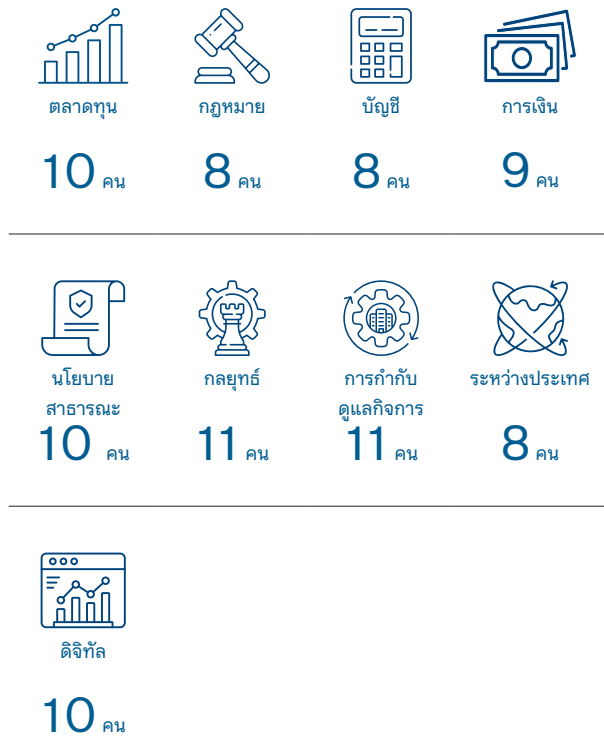 ตลาดทุน
กฎหมาย
บัญชี
การเงิน
10 คน
8 คน
8 คน
9 คน
นโยบาย
สาธารณะ
กลยุทธ์
การกำกับ
ดูแลกิจการ
ระหว่างประเทศ
10 คน
11 คน
11 คน
8 คน
ดิจิทัล
10 คน